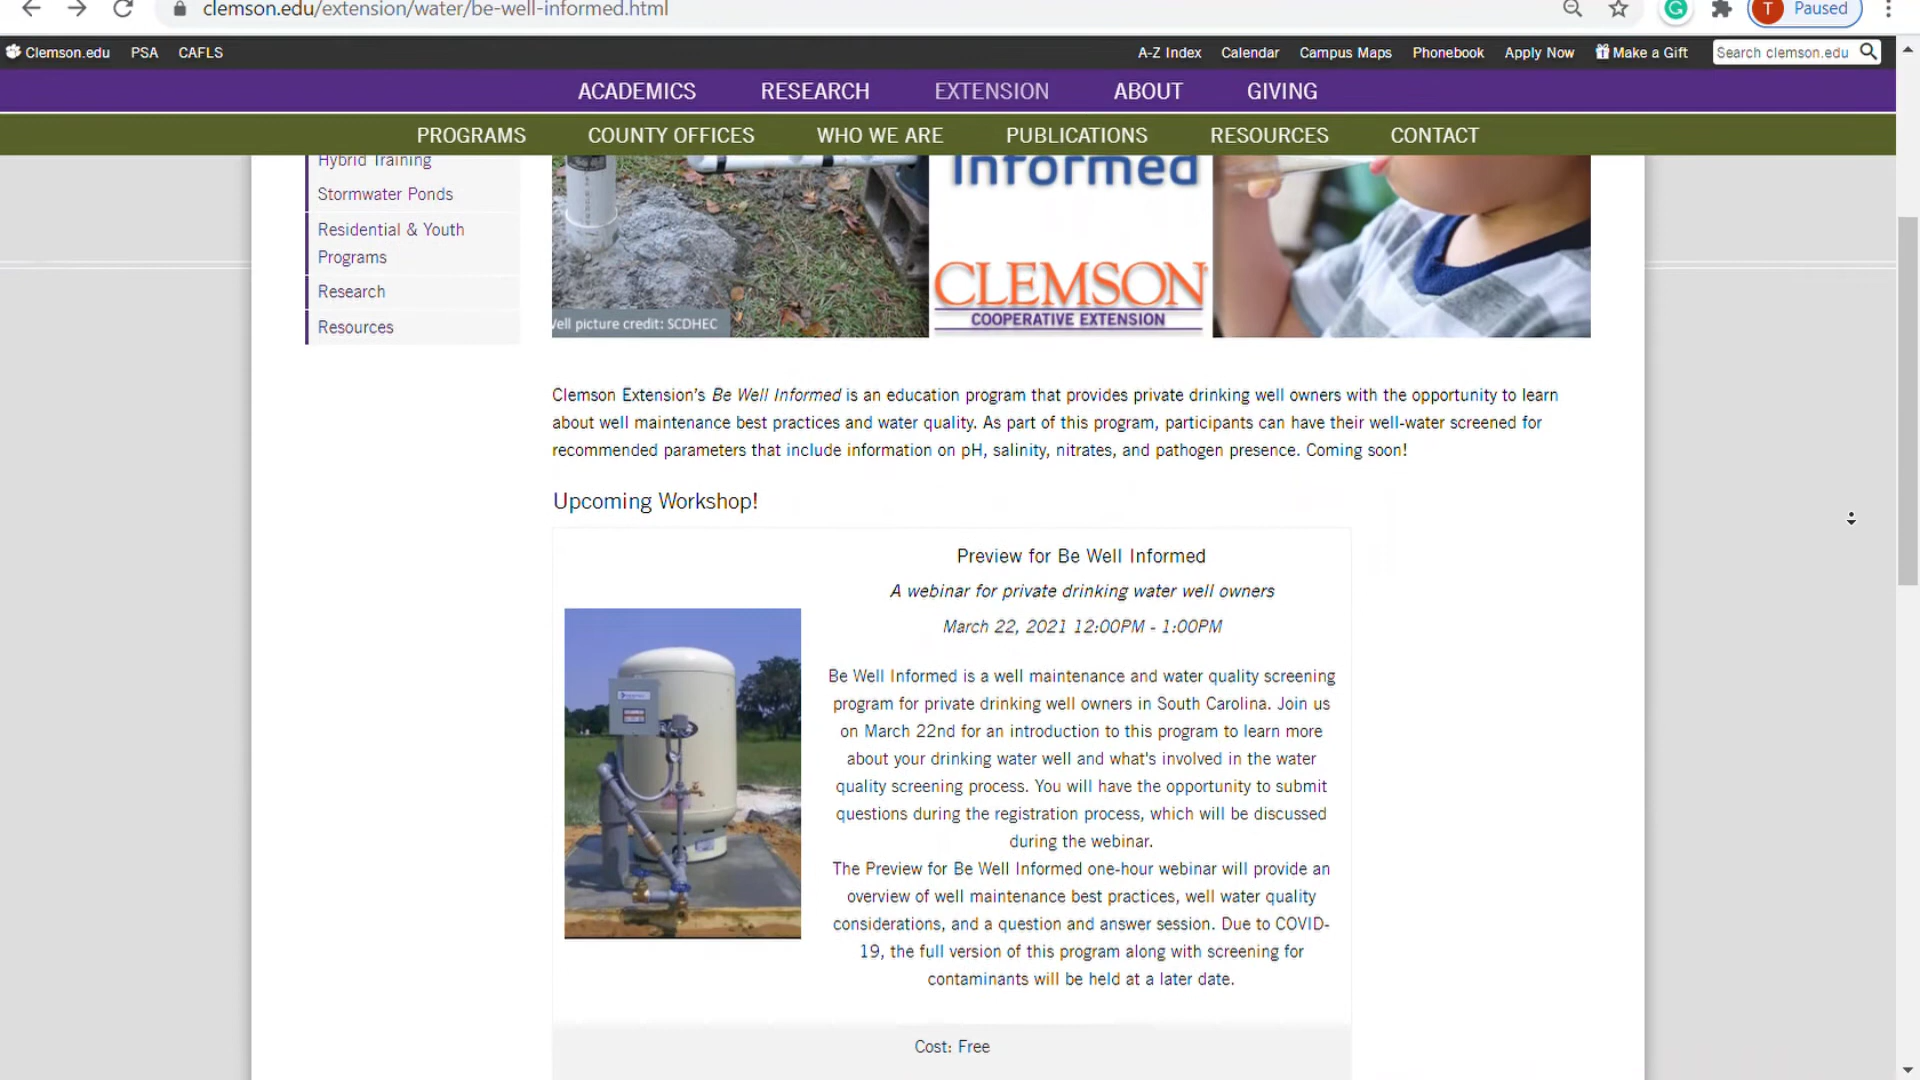 clemson.edu/extension/water/be-well-informed.html
T Paused
Clemson.edu PSA CAFLS
A-Z Index Calendar Campus Maps Phonebook Apply Now Make a Gift Search clemson.edu
ACADEMICS RESEARCH EXTENSION ABOUT GIVING
PROGRAMS COUNTY OFFICES WHO WE ARE PUBLICATIONS RESOURCES CONTACT
Hybrid Training
Stormwater Ponds
Residential & Youth
Programs
Research
Resources
Informed
CLEMSON
COOPERATIVE EXTENSION
Well picture credit: SCDHEC
Clemson Extension’s Be Well Informed is an education program that provides private drinking well owners with the opportunity to learn
about well maintenance best practices and water quality. As part of this program, participants can have their well-water screened for
recommended parameters that include information on pH, salinity, nitrates, and pathogen presence. Coming soon!
Upcoming Workshop!
Preview for Be Well Informed
A webinar for private drinking water well owners
March 22, 2021 12:00PM - 1:00PM
Be Well Informed is a well maintenance and water quality screening
program for private drinking well owners in South Carolina. Join us
on March 22nd for an introduction to this program to learn more
about your drinking water well and what's involved in the water
quality screening process. You will have the opportunity to submit
questions during the registration process, which will be discussed
during the webinar.
The Preview for Be Well Informed one-hour webinar will provide an
overview of well maintenance best practices, well water quality
considerations, and a question and answer session. Due to COVID-
19, the full version of this program along with screening for
contaminants will be held at a later date.
Cost: Free